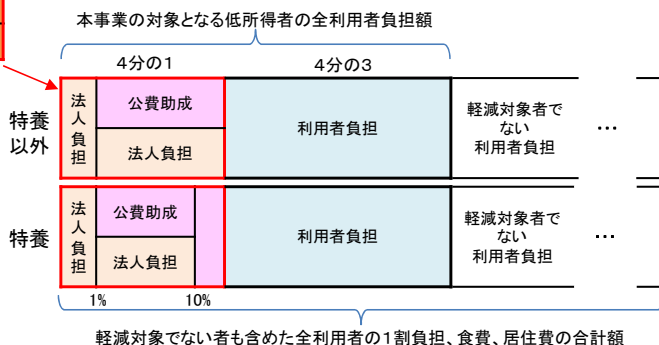 本事業の対象となる低所得者の全利用者負担額
4分の1
4分の3
特養
以外
法人負担
公費助成
法人負担
利用者負担
軽減対象者で
ない
利用者負担
…
特養
法人負担
公費助成
法人負担
利用者負担
軽減対象者で
ない
利用者負担
…
1%
10%
軽減対象でない者も含めた全利用者の1割負担、食費、居住費の合計額